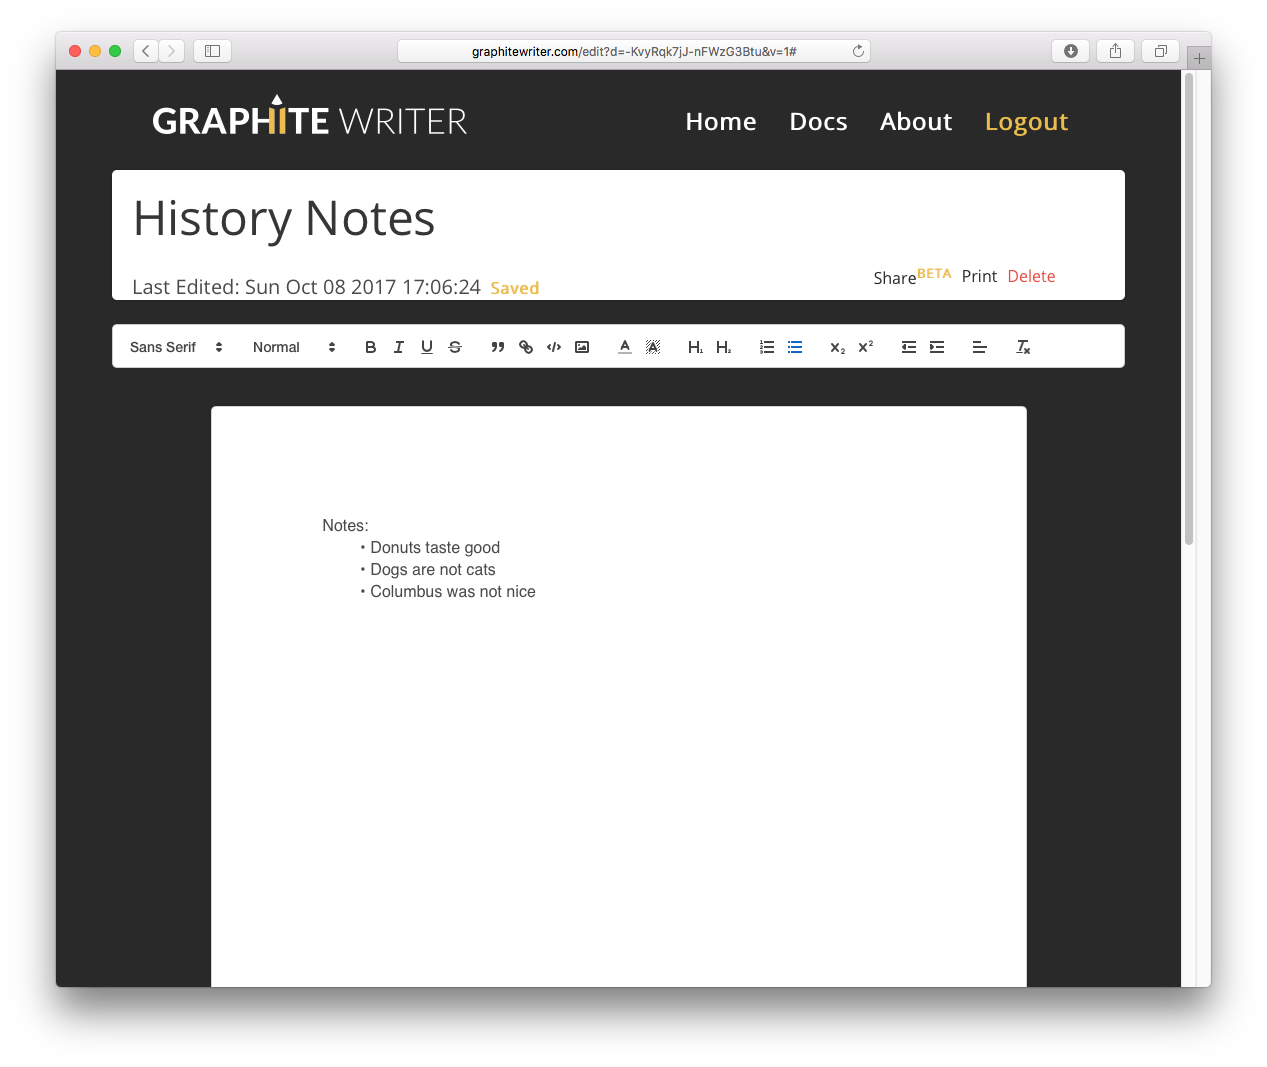 graphitewriter.com/edit?d=-KvyRqk7jJ-nFWzG3Btu&v=1#
GRAPHITE WRITER
Home Docs About Logout
History Notes
Last Edited: Sun Oct 08 2017 17:06:24 Saved
ShareBETA Print Delete
Sans Serif Normal B I U S A A H1 H2 X2 X2 Tx
Notes:
• Donuts taste good
• Dogs are not cats
• Columbus was not nice